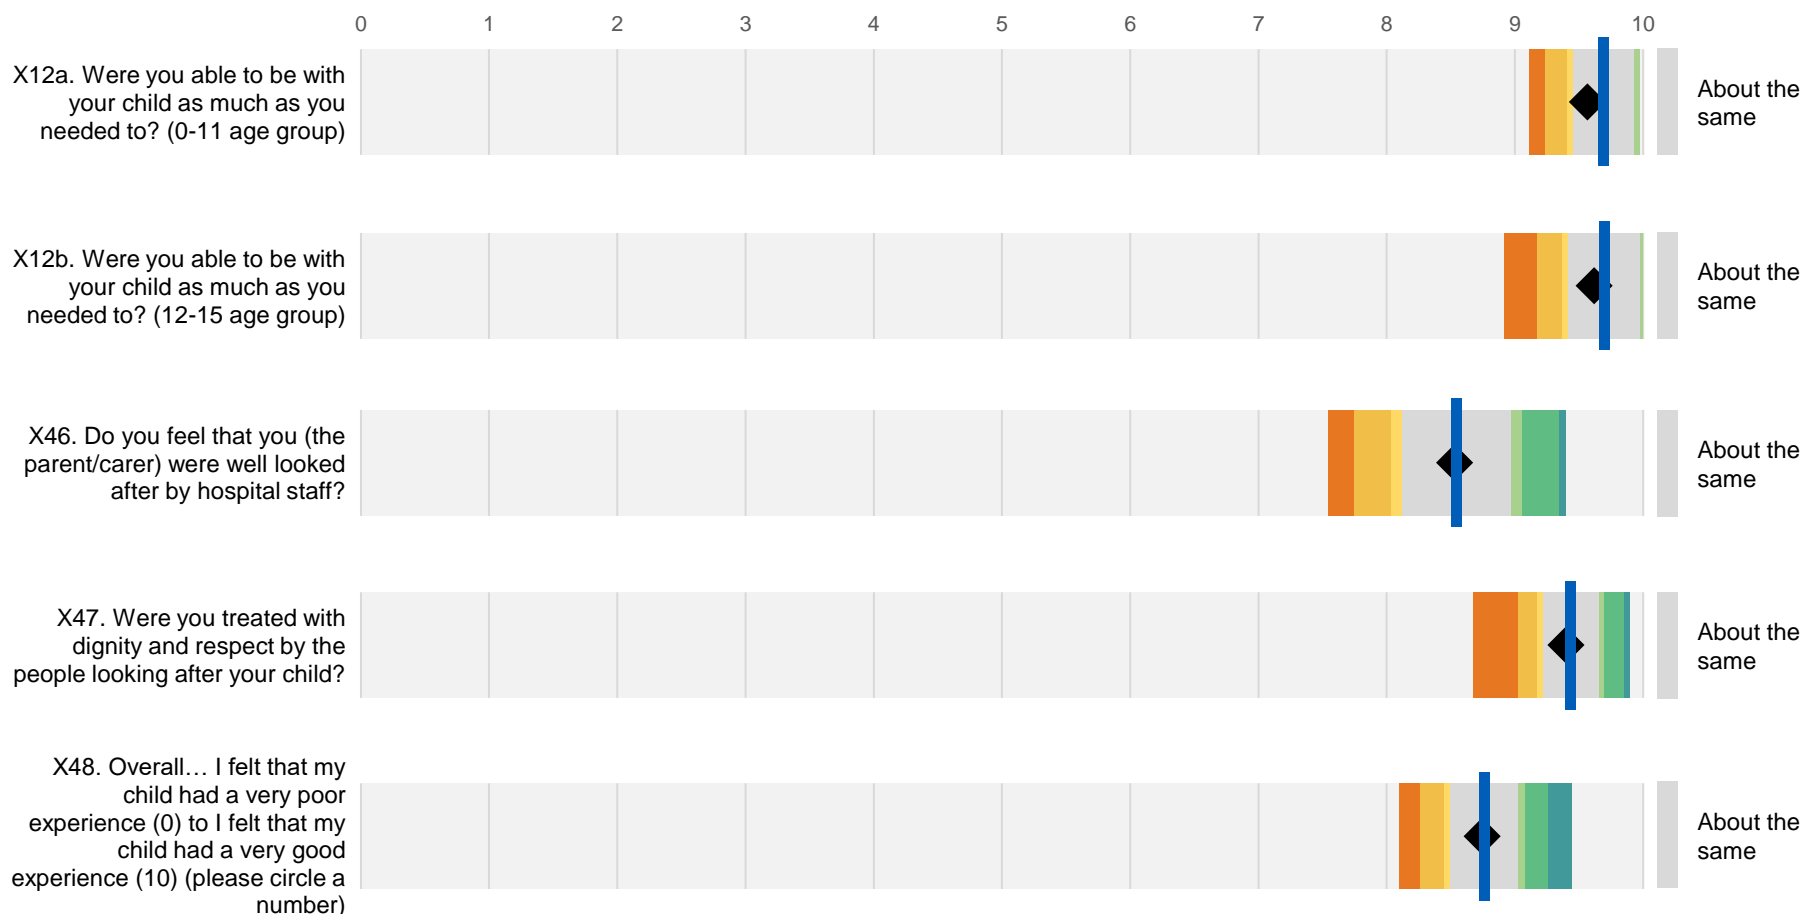 0 1 2 3 4 5 6 7 8 9 10
X12a. Were you able to be with
your child as much as you
needed to? (0-11 age group)
About the
same
X12b. Were you able to be with
your child as much as you
needed to? (12-15 age group)
About the
same
X46. Do you feel that you (the
parent/carer) were well looked
after by hospital staff?
About the
same
X47. Were you treated with
dignity and respect by the
people looking after your child?
About the
same
X48. Overall… I felt that my
child had a very poor
experience (0) to I felt that my
child had a very good
experience (10) (please circle a
number)
About the
same